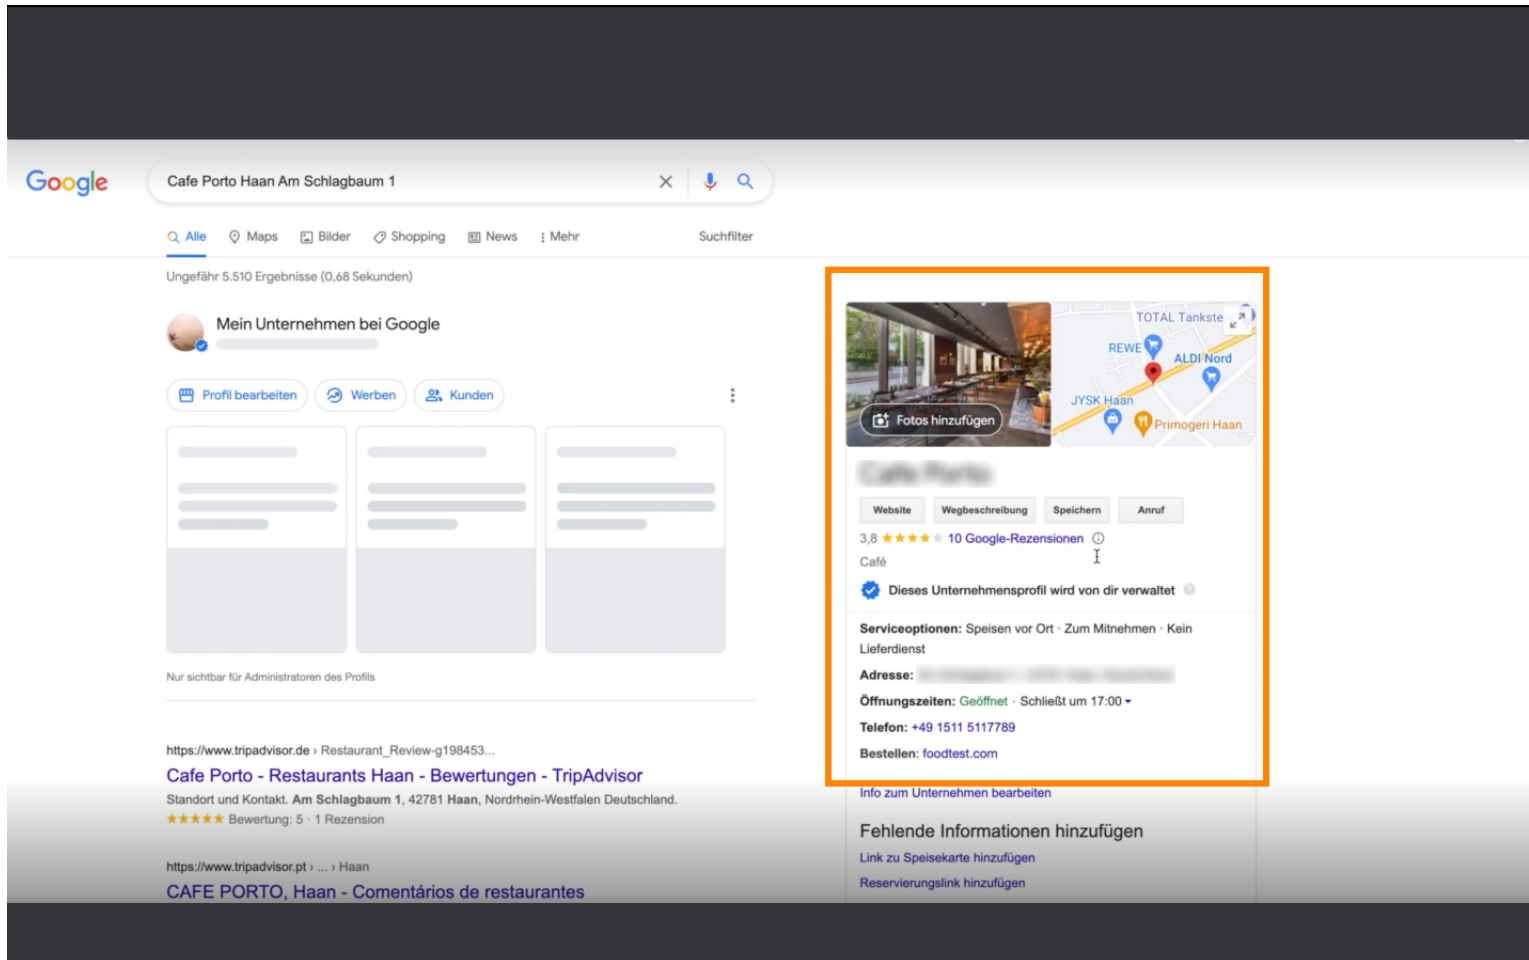 Google
Cafe Porto Haan Am Schlagbaum 1
Alle
Maps
Bilder
Shopping
News
Mehr
Suchfilter
Ungefähr 5.510 Ergebnisse (0,68 Sekunden)
Mein Unternehmen bei Google
Profil bearbeiten
Werben
Kunden
Nur sichtbar für Administratoren des Profils
https://www.tripadvisor.de › Restaurant_Review-g198453...
Cafe Porto - Restaurants Haan - Bewertungen - TripAdvisor
Standort und Kontakt. Am Schlagbaum 1, 42781 Haan, Nordrhein-Westfalen Deutschland.
Bewertung: 5 · 1 Rezension
https://www.tripadvisor.pt › ... › Haan
CAFE PORTO, Haan - Comentários de restaurantes
Fotos hinzufügen
TOTAL Tankste
REWE
ALDI Nord
JYSK Haan
Primogeri Haan
Cafe Porto
Website
Wegbeschreibung
Speichern
Anruf
3,8 10 Google-Rezensionen
Café
Dieses Unternehmensprofil wird von dir verwaltet
Serviceoptionen: Speisen vor Ort · Zum Mitnehmen · Kein
Lieferdienst
Adresse:
Öffnungszeiten: Geöffnet · Schließt um 17:00
Telefon: +49 1511 5117789
Bestellen: foodtest.com
Info zum Unternehmen bearbeiten
Fehlende Informationen hinzufügen
Link zu Speisekarte hinzufügen
Reservierungslink hinzufügen